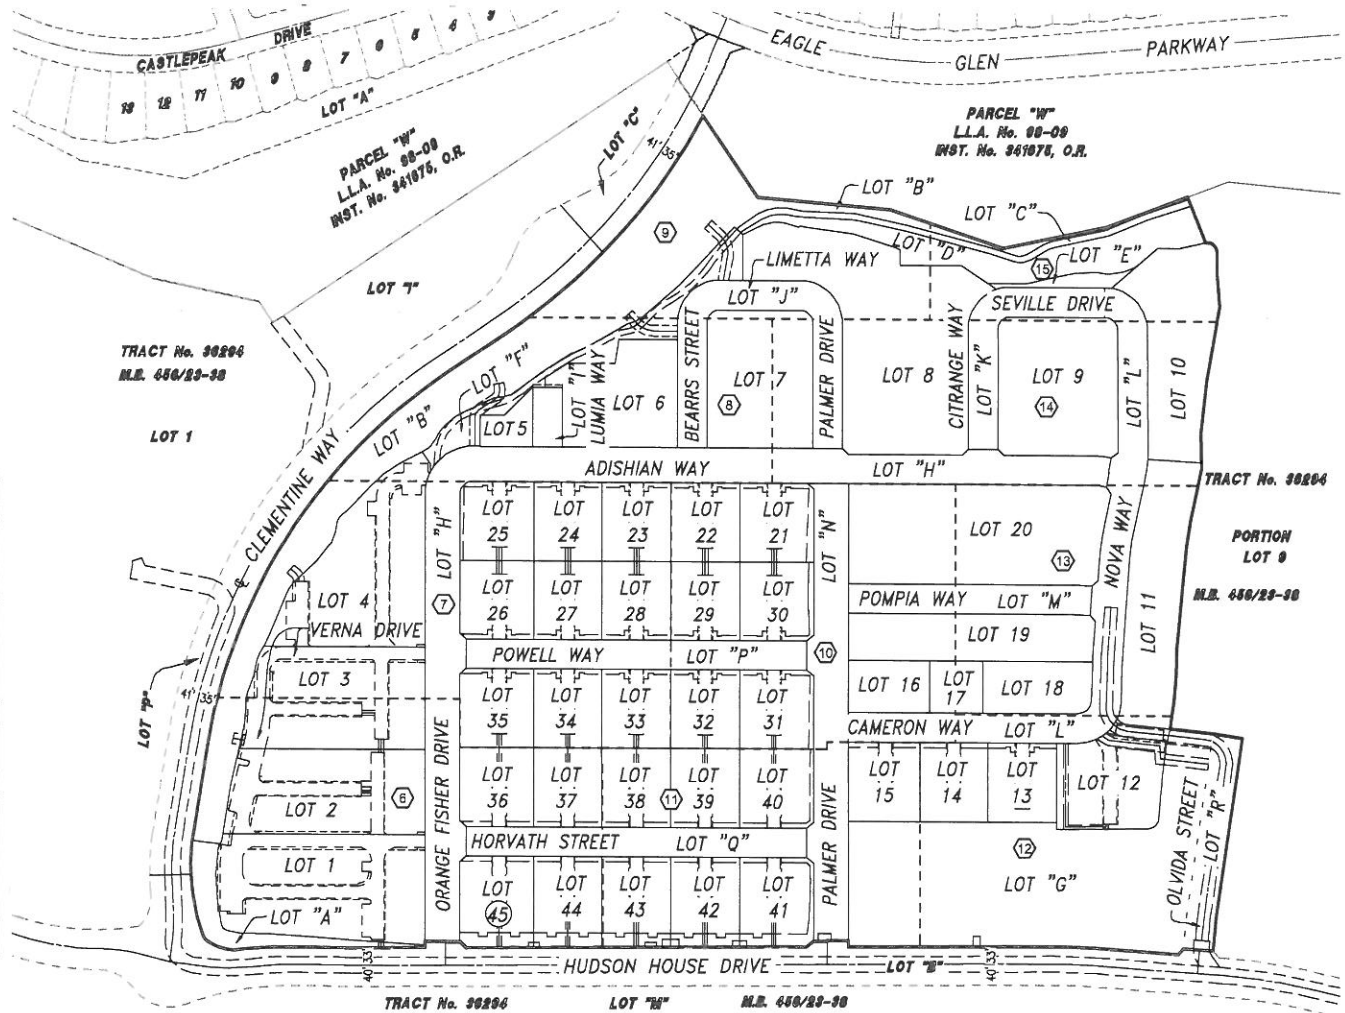 CASTLEPEAK
DRIVE
13
12
11
10
9
8
7
6
5
4
3
LOT "A"
EAGLE
GLEN
PARKWAY
PARCEL "W"
L.L.A. No. 98-09
INST. No. 341675, O.R.
PARCEL "W"
L.L.A. No. 98-09
INST. No. 341675, O.R.
LOT "C"
41'
35'
LOT "B"
LOT "C"
9
LOT "D"
LOT "E"
15
LIMETTA WAY
LOT "J"
SEVILLE DRIVE
TRACT No. 36294
M.B. 456/23-38
LOT 1
CLEMENTINE WAY
LOT "F"
LOT "B"
LOT 5
LOT "I"
LUMIA WAY
LOT 6
BEARRS STREET
LOT 7
8
PALMER DRIVE
LOT 8
CITRANGE WAY
LOT "K"
LOT 9
14
LOT "L"
LOT 10
ADISHIAN WAY
LOT "H"
TRACT No. 36294
PORTION
LOT 9
M.B. 456/23-38
LOT "H"
7
LOT 25
LOT 24
LOT 23
LOT 22
LOT 21
LOT "N"
LOT 20
13
NOVA WAY
LOT 11
LOT 4
VERNA DRIVE
LOT 26
LOT 27
LOT 28
LOT 29
LOT 30
POMPIA WAY
LOT "M"
LOT 19
POWELL WAY
LOT "P"
10
LOT "P"
41'
35'
LOT 3
LOT 35
LOT 34
LOT 33
LOT 32
LOT 31
LOT 16
LOT 17
LOT 18
CAMERON WAY
LOT "L"
ORANGE FISHER DRIVE
LOT 36
LOT 37
LOT 38
11
LOT 39
LOT 40
LOT 15
LOT 14
LOT 13
LOT 12
LOT 2
6
HORVATH STREET
LOT "Q"
PALMER DRIVE
12
LOT "G"
OLVIDA STREET
LOT "R"
LOT 1
LOT "A"
LOT 45
LOT 44
LOT 43
LOT 42
LOT 41
40'
33'
HUDSON HOUSE DRIVE
40'
33'
TRACT No. 36294
LOT "M"
M.B. 456/23-38